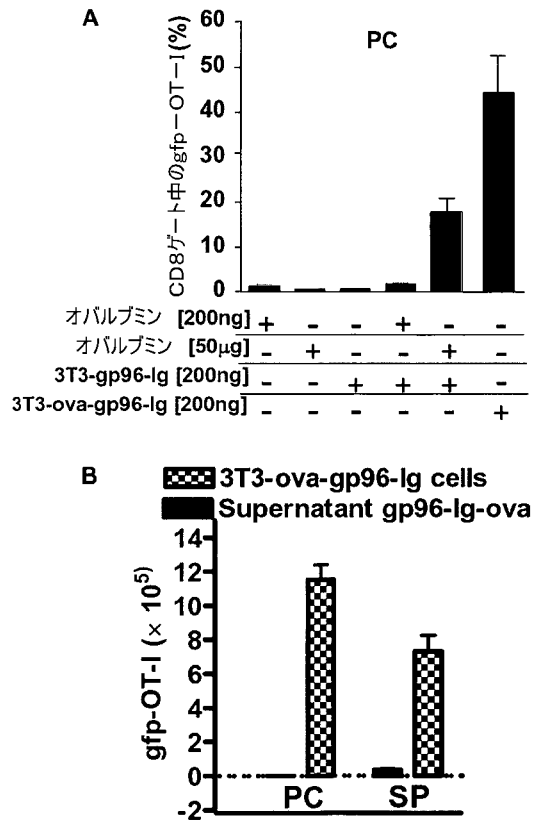 A
PC
CD8ゲート中のgfp－OT－I(%)
60
50
40
30
20
10
0
オバルブミン [200ng] + - - + - -
オバルブミン [50μg] - + - - + -
3T3-gp96-Ig [200ng] - - + + + -
3T3-ova-gp96-Ig [200ng] - - - - - +
B
3T3-ova-gp96-Ig cells
Supernatant gp96-Ig-ova
gfp-OT-I (× 10⁵)
14
12
10
8
6
4
2
0
-2
PC SP